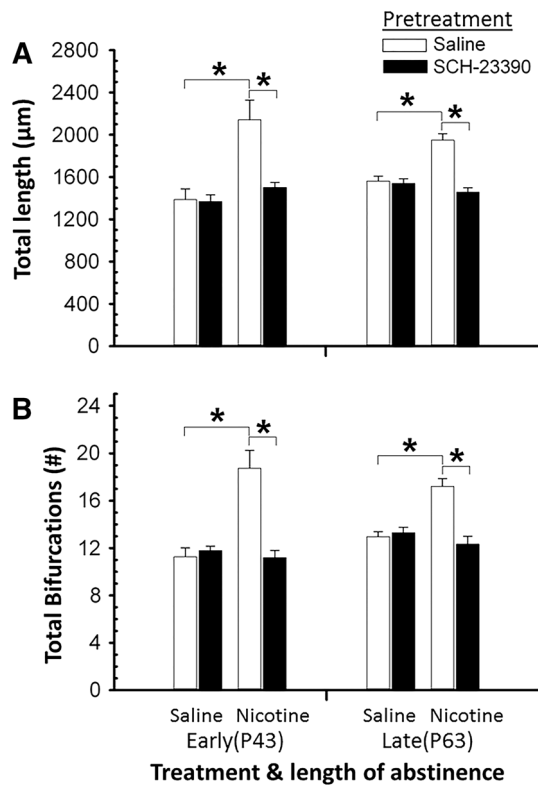 Pretreatment
Saline
SCH-23390
A
*
*
*
*
Total length (µm)
2800
2400
2000
1600
1200
800
400
0
B
*
*
*
*
Total Bifurcations (#)
24
20
16
12
8
4
0
Saline Nicotine Saline Nicotine
Early(P43) Late(P63)
Treatment & length of abstinence